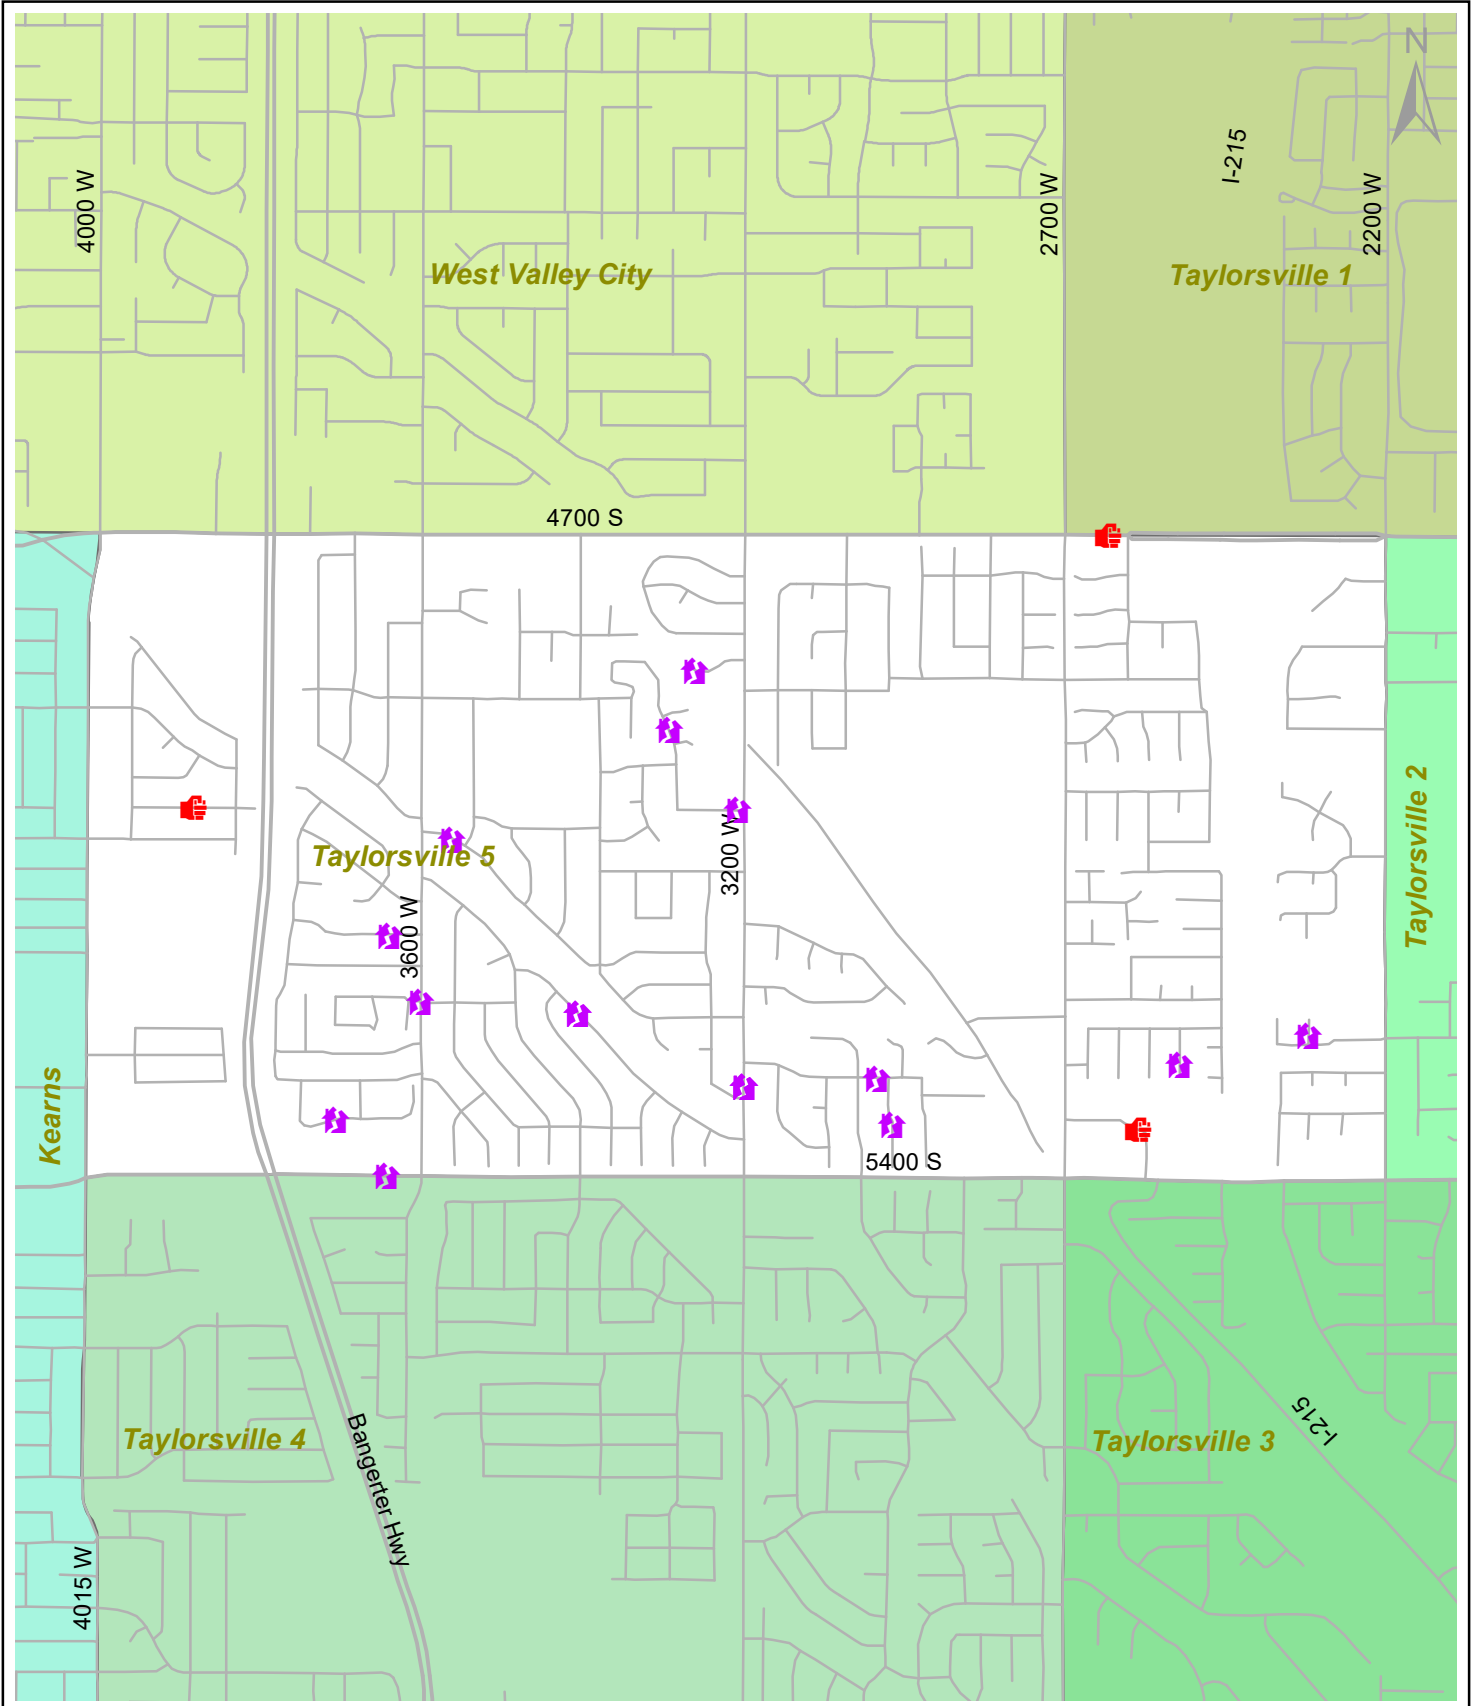 N
I-215
4000 W
2700 W
2200 W
West Valley City
Taylorsville 1
4700 S
Taylorsville 2
3200 W
Taylorsville 5
3600 W
Kearns
5400 S
I-215
Taylorsville 4
Bangerter Hwy
Taylorsville 3
4015 W